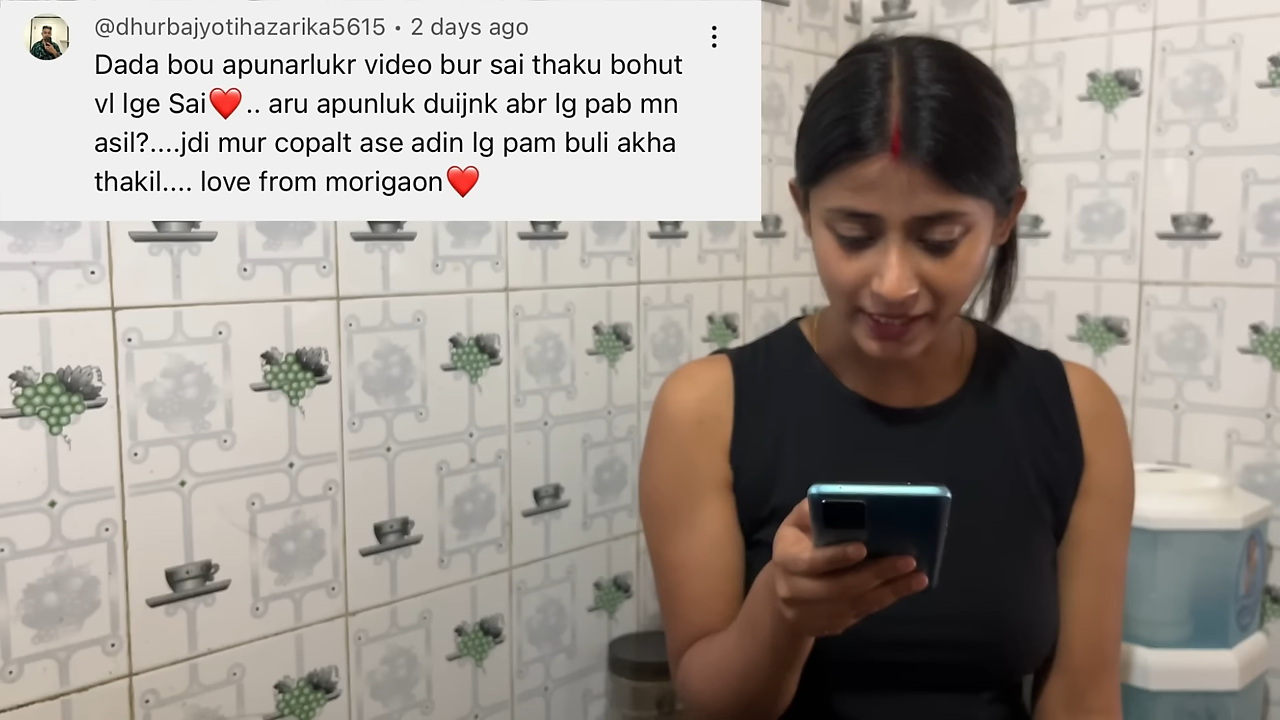 @dhurbajyotihazarika5615 • 2 days ago
Dada bou apunarlukr video bur sai thaku bohut
vl lge Sai❤️.. aru apunluk duijnk abr lg pab mn
asil?....jdi mur copalt ase adin lg pam buli akha
thakil.... love from morigaon❤️